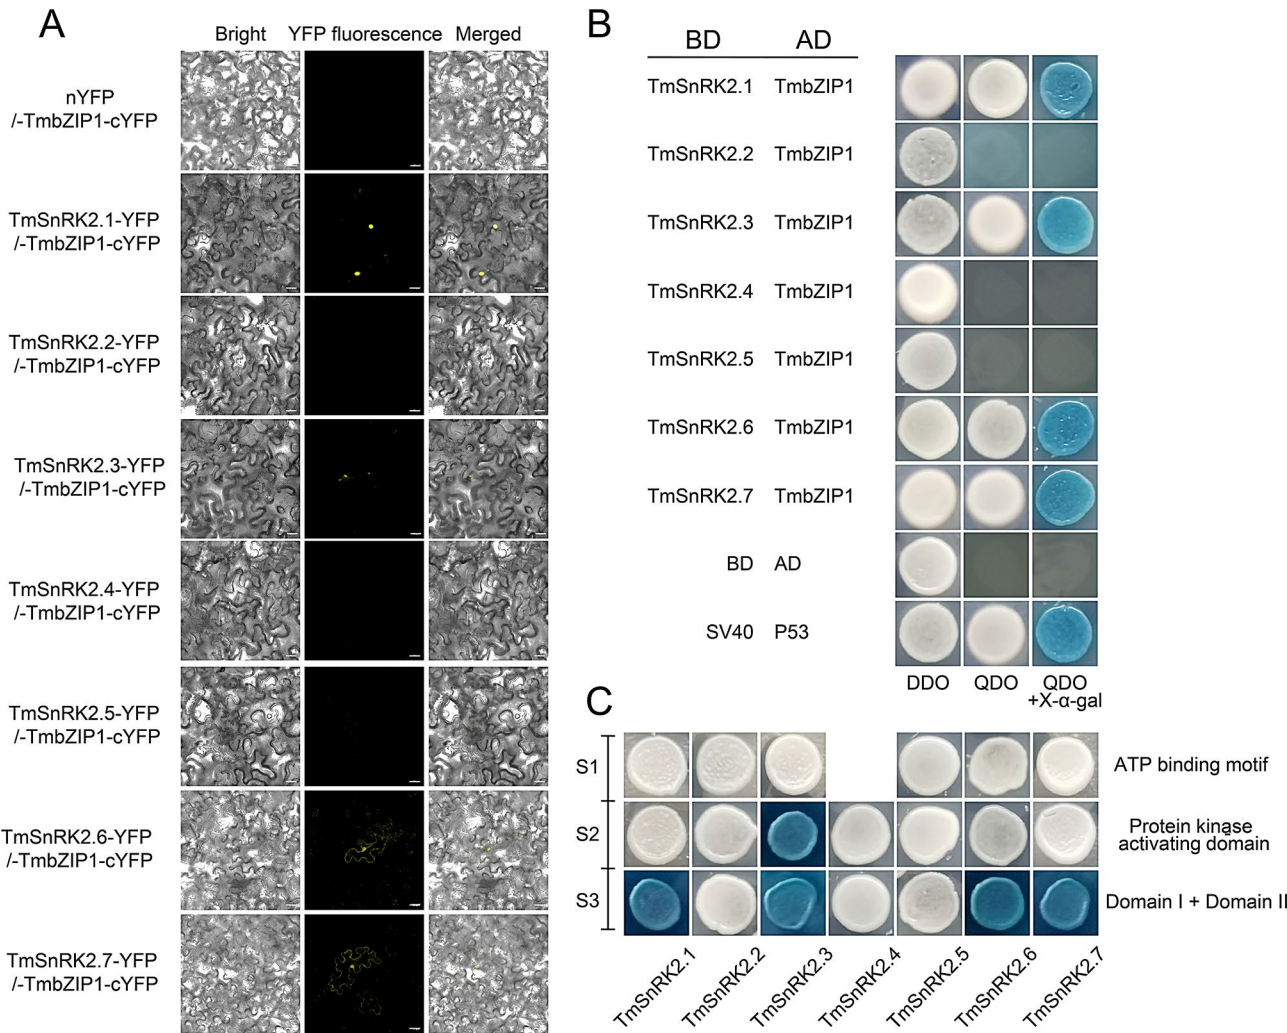 A
Bright YFP fluorescence Merged
nYFP
/-TmbZIP1-cYFP
TmSnRK2.1-YFP
/-TmbZIP1-cYFP
TmSnRK2.2-YFP
/-TmbZIP1-cYFP
TmSnRK2.3-YFP
/-TmbZIP1-cYFP
TmSnRK2.4-YFP
/-TmbZIP1-cYFP
TmSnRK2.5-YFP
/-TmbZIP1-cYFP
TmSnRK2.6-YFP
/-TmbZIP1-cYFP
TmSnRK2.7-YFP
/-TmbZIP1-cYFP
B
BD AD
TmSnRK2.1 TmbZIP1
TmSnRK2.2 TmbZIP1
TmSnRK2.3 TmbZIP1
TmSnRK2.4 TmbZIP1
TmSnRK2.5 TmbZIP1
TmSnRK2.6 TmbZIP1
TmSnRK2.7 TmbZIP1
BD AD
SV40 P53
DDO QDO QDO
+X-α-gal
C
S1 ATP binding motif
S2 Protein kinase
activating domain
S3 Domain I + Domain II
TmSnRK2.1 TmSnRK2.2 TmSnRK2.3 TmSnRK2.4 TmSnRK2.5 TmSnRK2.6 TmSnRK2.7